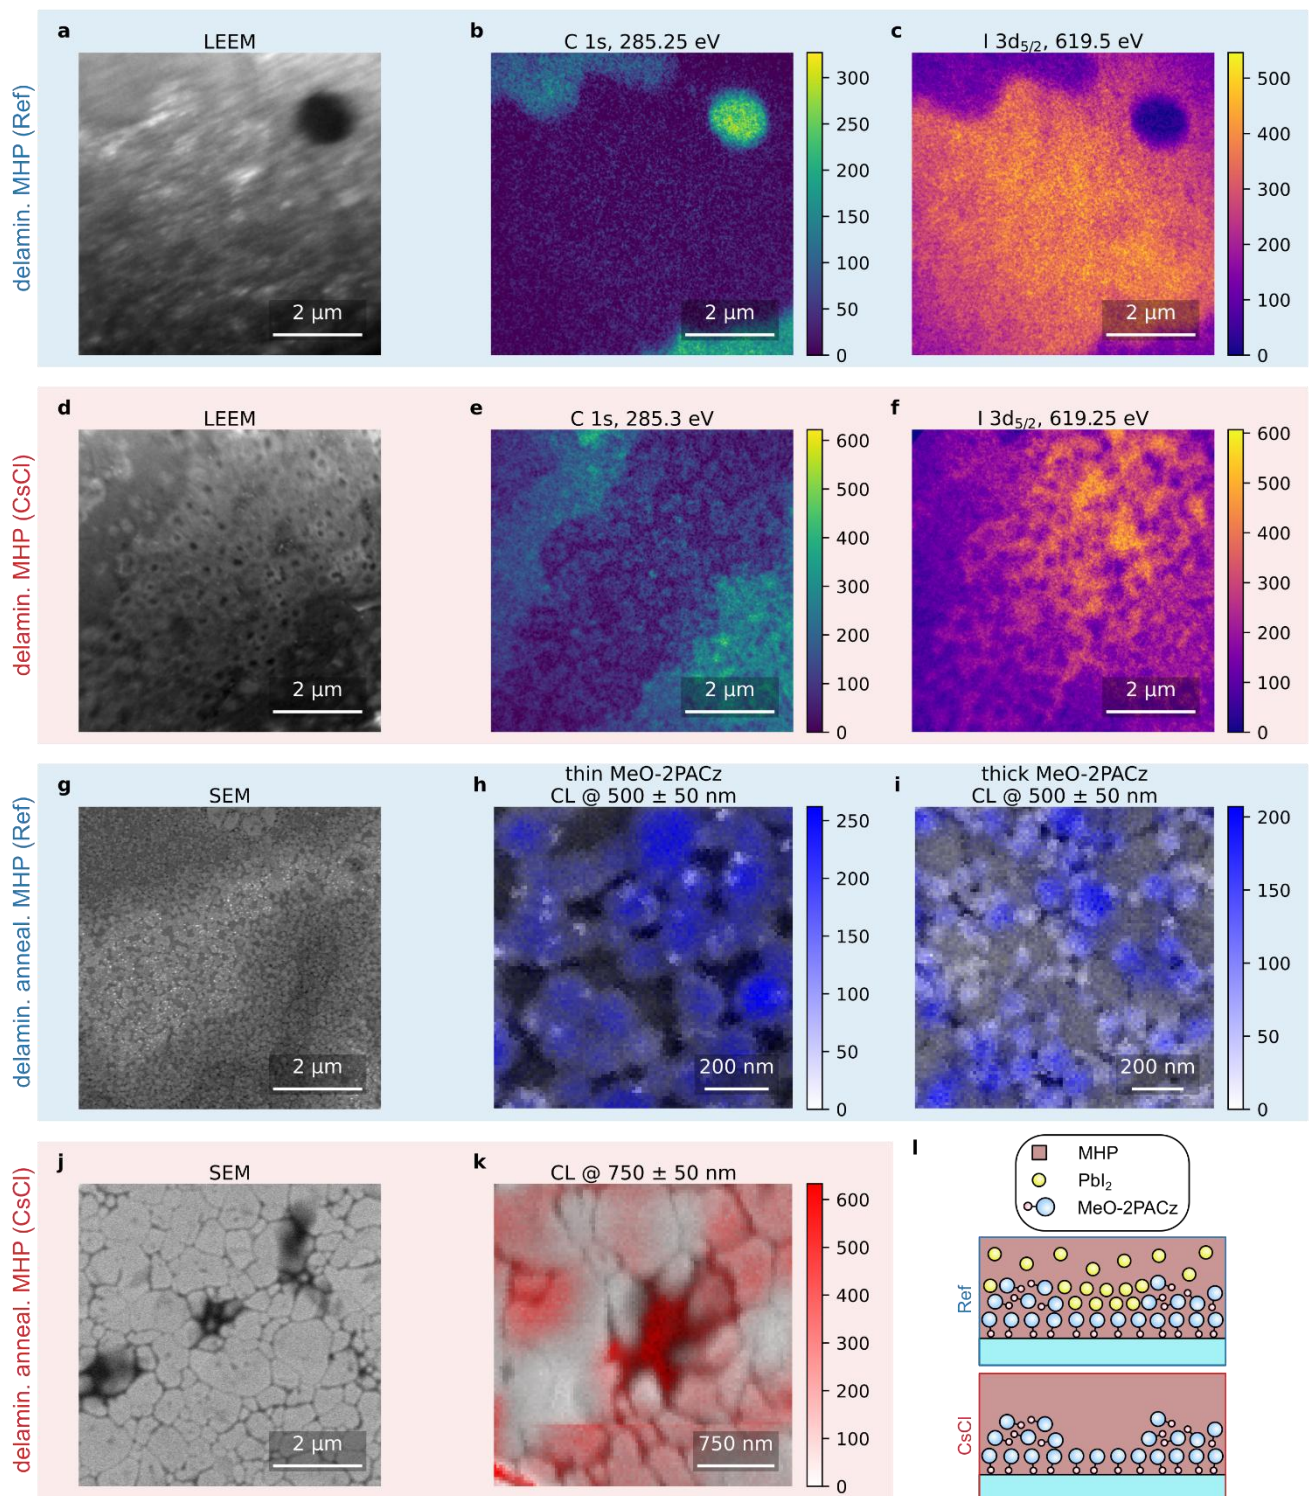 delamin. MHP (Ref)
a
LEEM
2 µm
b
C 1s, 285.25 eV
2 µm
300
250
200
150
100
50
0
c
I 3d5/2, 619.5 eV
2 µm
500
400
300
200
100
0
delamin. MHP (CsCl)
d
LEEM
2 µm
e
C 1s, 285.3 eV
2 µm
600
500
400
300
200
100
0
f
I 3d5/2, 619.25 eV
2 µm
600
500
400
300
200
100
0
delamin. anneal. MHP (Ref)
g
SEM
2 µm
h
thin MeO-2PACz
CL @ 500 ± 50 nm
200 nm
250
200
150
100
50
0
i
thick MeO-2PACz
CL @ 500 ± 50 nm
200 nm
200
150
100
50
0
delamin. anneal. MHP (CsCl)
j
SEM
2 µm
k
CL @ 750 ± 50 nm
750 nm
600
500
400
300
200
100
0
l
MHP
PbI2
MeO-2PACz
Ref
CsCl